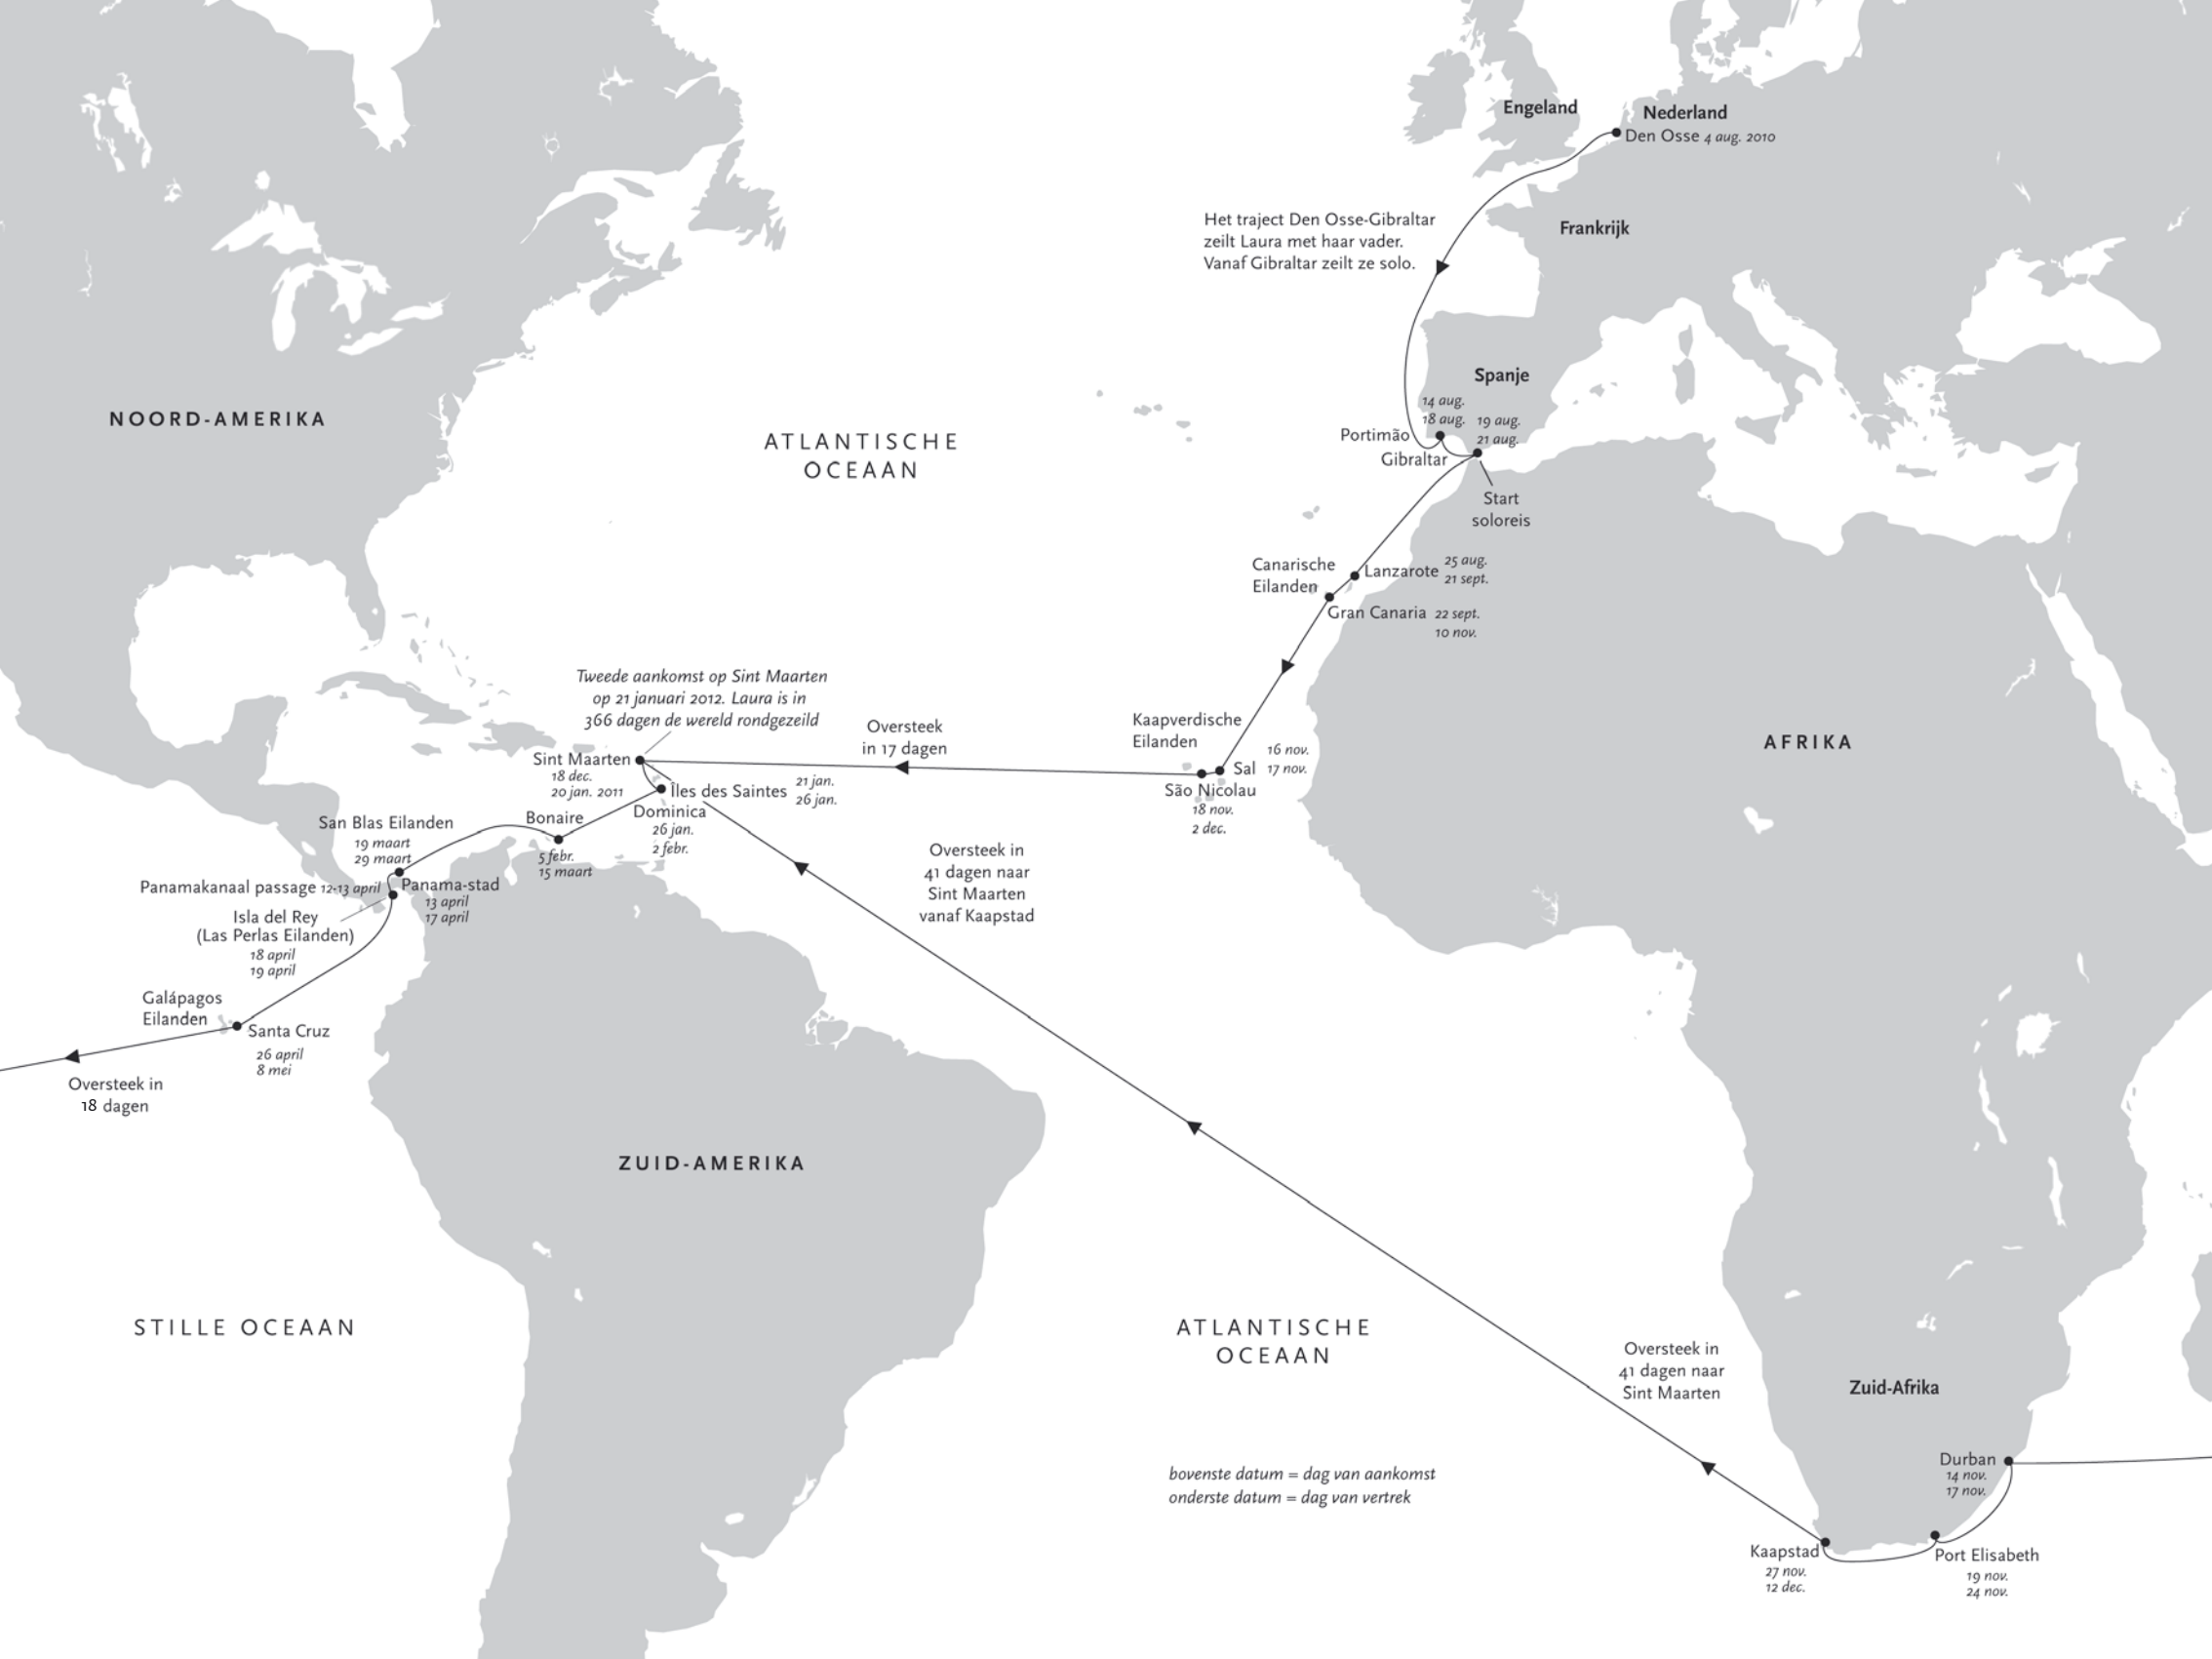 Engeland
Nederland
Den Osse 4 aug. 2010
Het traject Den Osse-Gibraltar
zeilt Laura met haar vader.
Vanaf Gibraltar zeilt ze solo.
Frankrijk
Spanje
14 aug.
18 aug.
19 aug.
21 aug.
Portimão
Gibraltar
Start
soloreis
NOORD-AMERIKA
ATLANTISCHE
OCEAAN
Canarische
Eilanden
Lanzarote
25 aug.
21 sept.
Gran Canaria
22 sept.
10 nov.
Tweede aankomst op Sint Maarten
op 21 januari 2012. Laura is in
366 dagen de wereld rondgezeild
Oversteek
in 17 dagen
Kaapverdische
Eilanden
Sal
16 nov.
17 nov.
São Nicolau
18 nov.
2 dec.
AFRIKA
Sint Maarten
18 dec.
20 jan. 2011
Îles des Saintes
21 jan.
26 jan.
Dominica
26 jan.
2 febr.
Bonaire
5 febr.
15 maart
San Blas Eilanden
19 maart
29 maart
Panamakanaal passage 12-13 april
Panama-stad
13 april
17 april
Isla del Rey
(Las Perlas Eilanden)
18 april
19 april
Oversteek in
41 dagen naar
Sint Maarten
vanaf Kaapstad
Galápagos
Eilanden
Santa Cruz
26 april
8 mei
Oversteek in
18 dagen
ZUID-AMERIKA
STILLE OCEAAN
ATLANTISCHE
OCEAAN
Oversteek in
41 dagen naar
Sint Maarten
Zuid-Afrika
bovenste datum = dag van aankomst
onderste datum = dag van vertrek
Durban
14 nov.
17 nov.
Kaapstad
27 nov.
12 dec.
Port Elisabeth
19 nov.
24 nov.